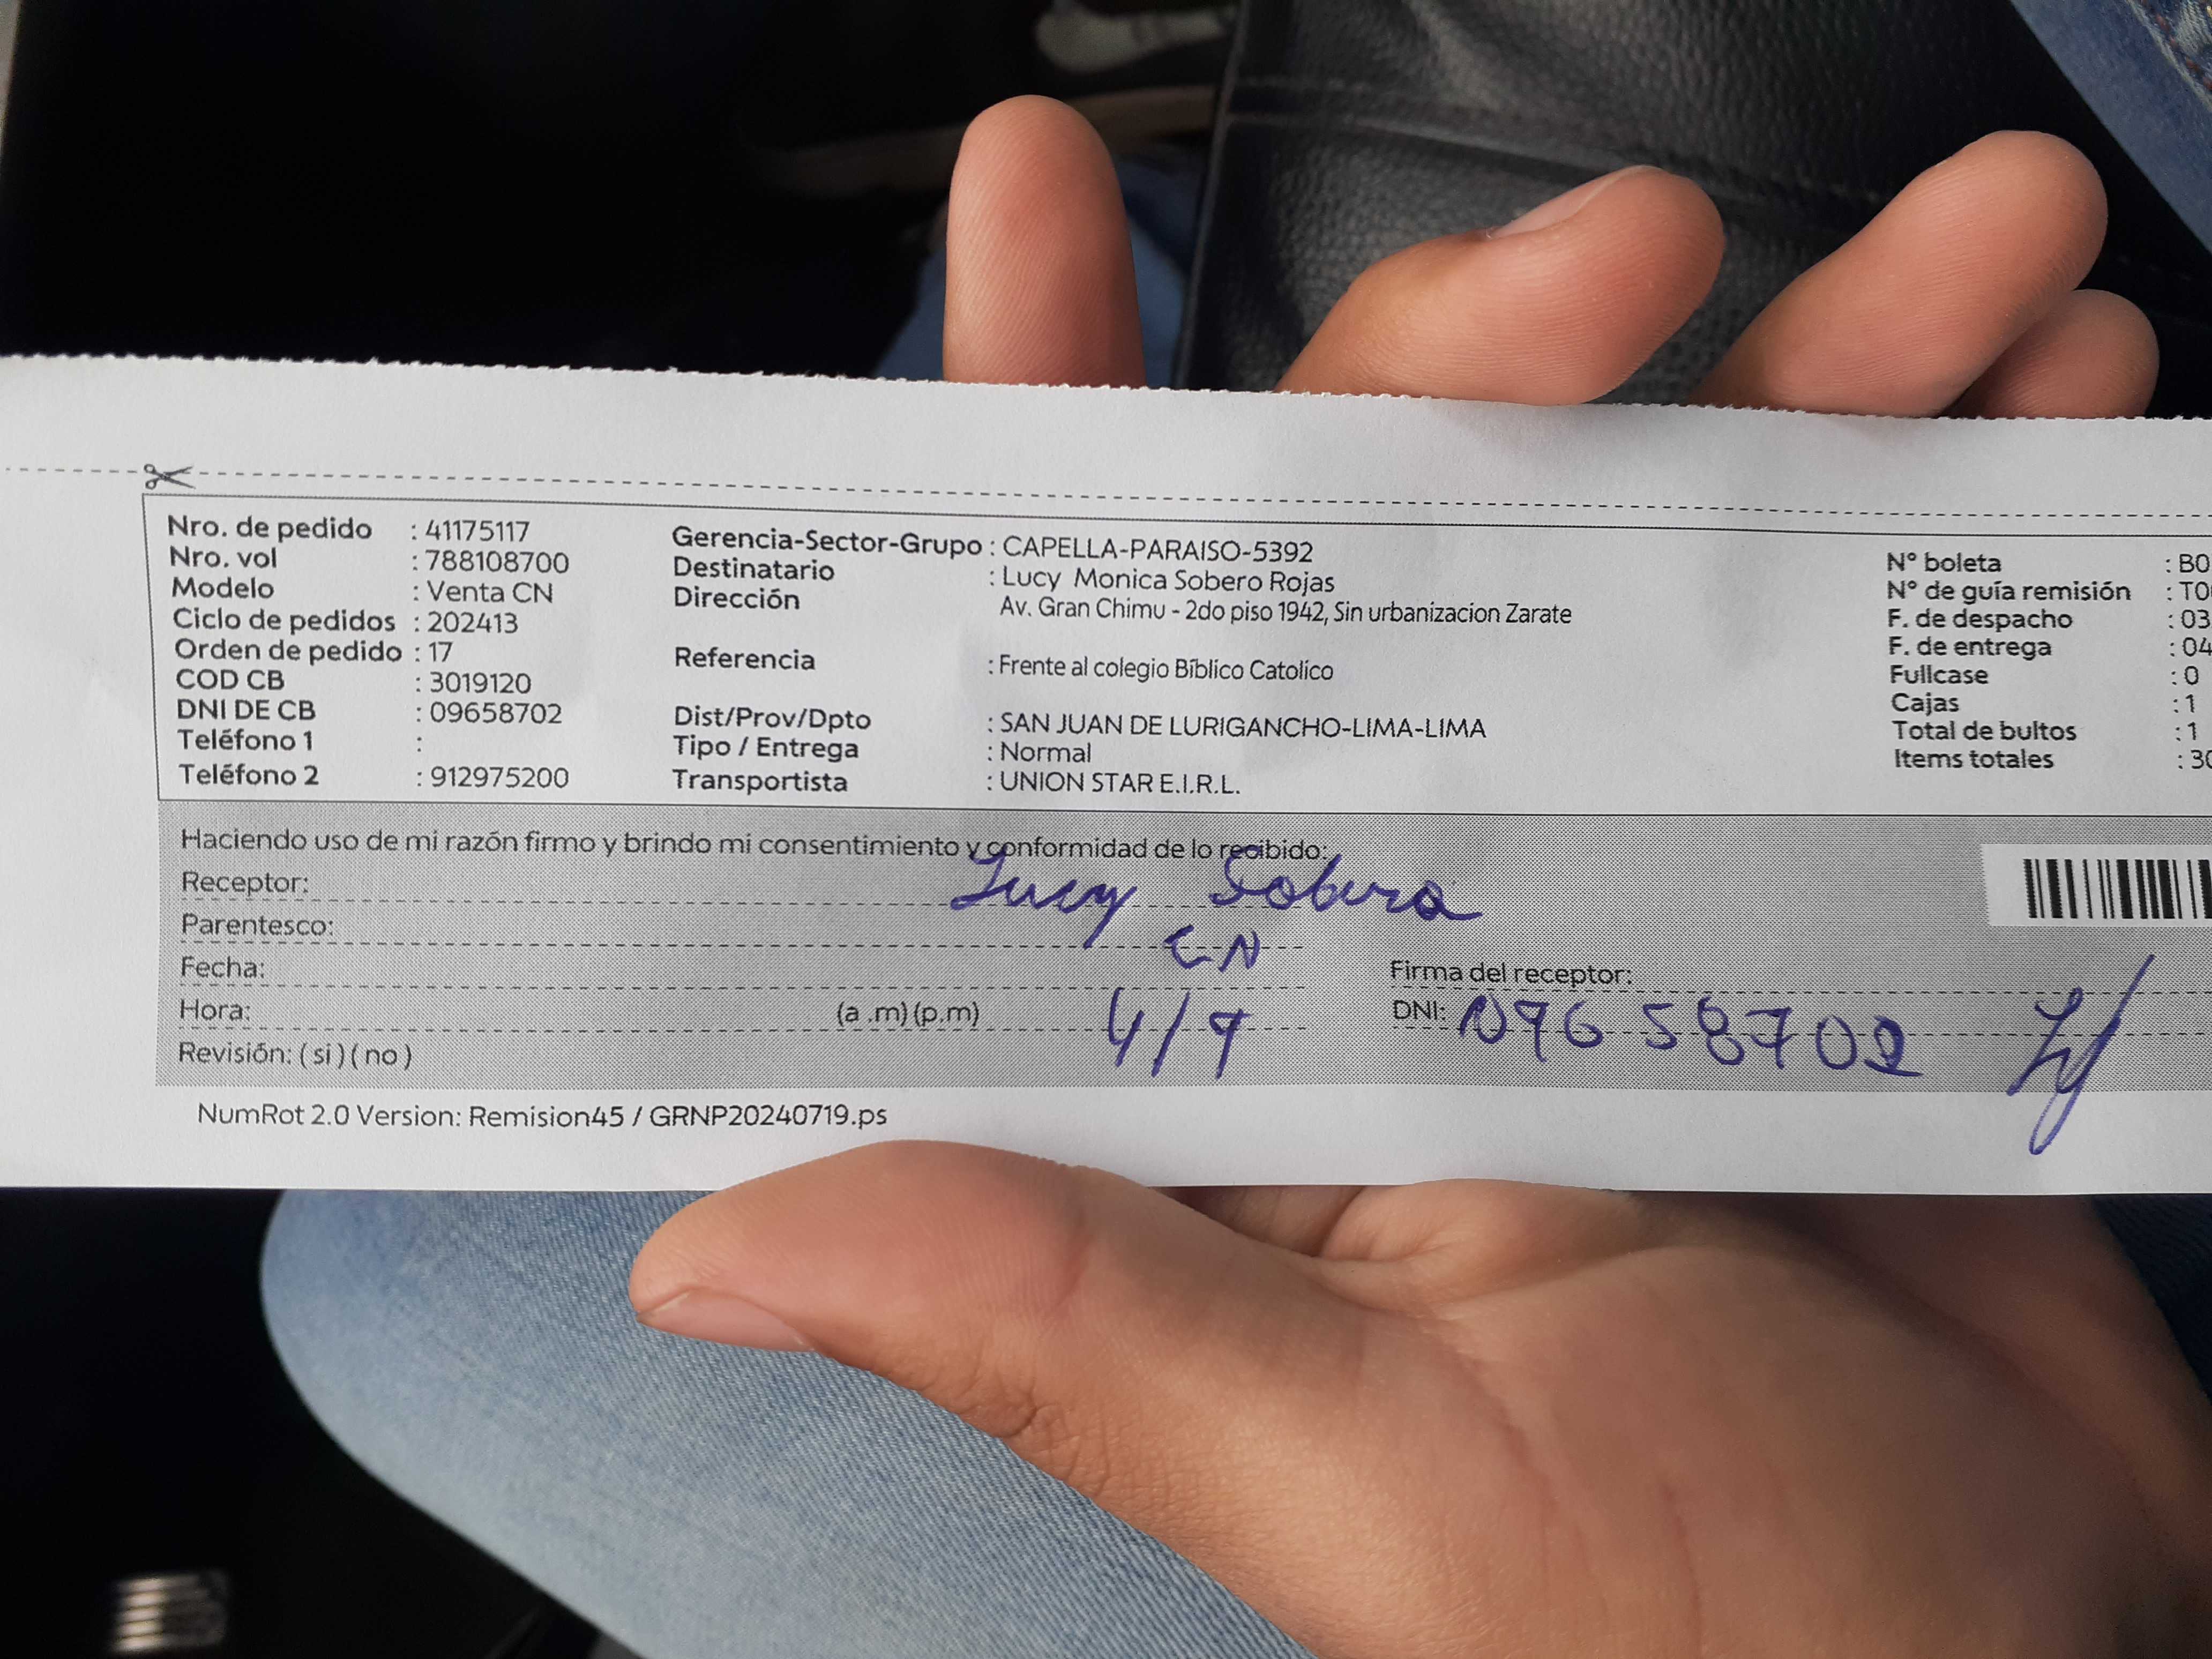 Nro. de pedido : 41175117
Nro. vol : 788108700
Modelo : Venta CN
Ciclo de pedidos : 202413
Orden de pedido : 17
COD CB : 3019120
DNI DE CB : 09658702
Teléfono 1 :
Teléfono 2 : 912975200
Gerencia-Sector-Grupo : CAPELLA-PARAISO-5392
Destinatario : Lucy Monica Sobero Rojas
Dirección Av. Gran Chimu - 2do piso 1942, Sin urbanizacion Zarate
Referencia : Frente al colegio Bíblico Catolíco
Dist/Prov/Dpto : SAN JUAN DE LURIGANCHO-LIMA-LIMA
Tipo / Entrega : Normal
Transportista : UNION STAR E.I.R.L.
N° boleta : B0
N° de guía remisión : T0
F. de despacho : 03
F. de entrega : 04
Fullcase : 0
Cajas : 1
Total de bultos : 1
Items totales : 30
Haciendo uso de mi razón firmo y brindo mi consentimiento y conformidad de lo recibido:
Receptor: Lucy Sobero
Parentesco: CN
Fecha: 4/9
Hora: (a .m) (p.m)
Revisión: ( si ) ( no )
Firma del receptor:
DNI: 09658702
NumRot 2.0 Version: Remision45 / GRNP20240719.ps